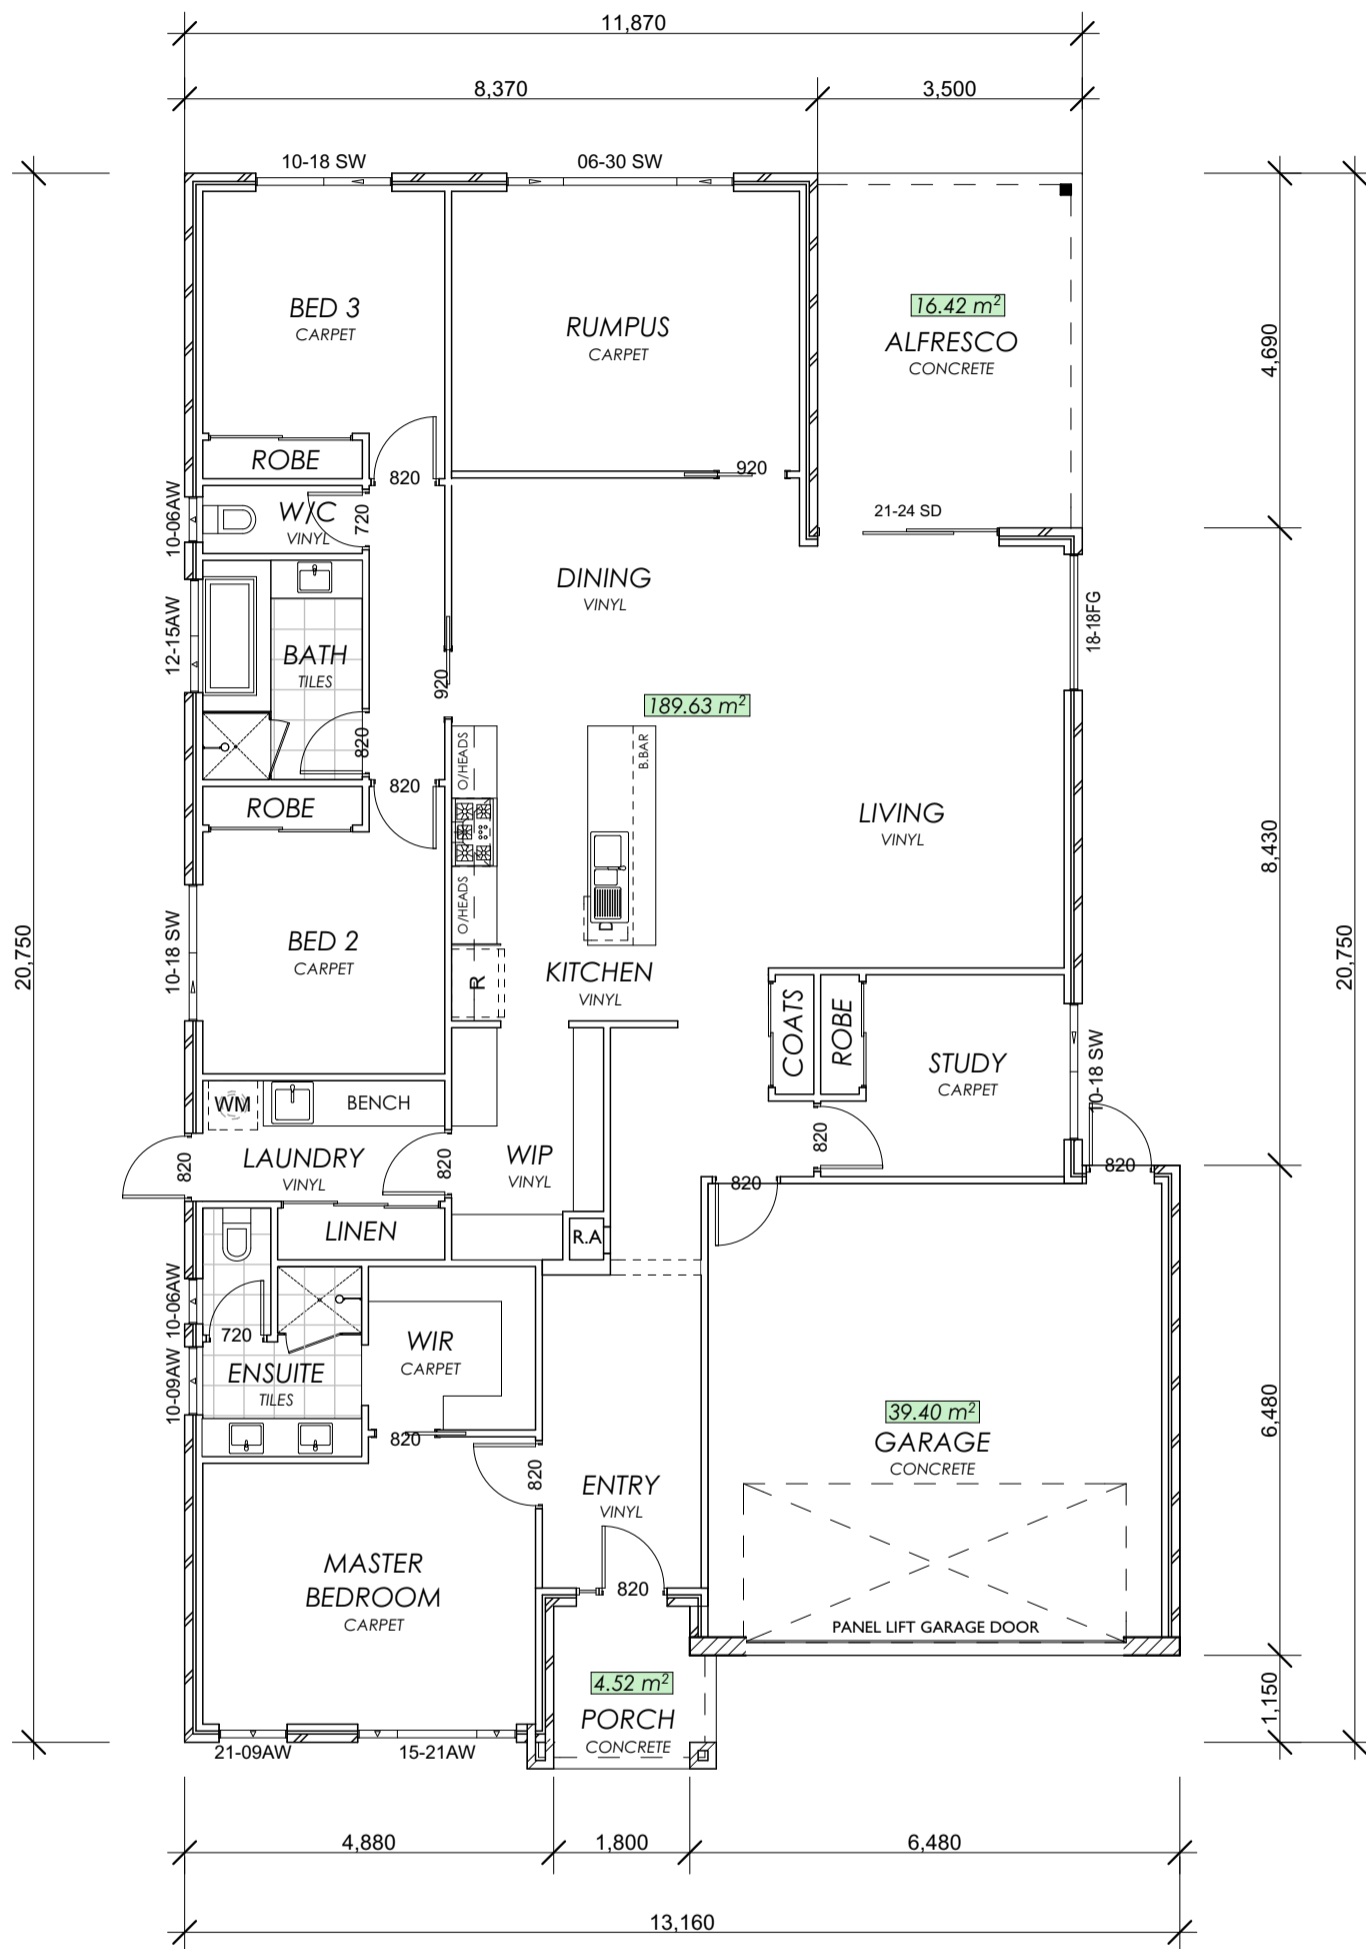 11,870
8,370
3,500
10-18 SW
06-30 SW
BED 3
CARPET
RUMPUS
CARPET
16.42 m²
ALFRESCO
CONCRETE
4,690
ROBE
820
920
10-06AW
W/C
VINYL
720
21-24 SD
DINING
VINYL
12-15AW
BATH
TILES
18-18FG
920
189.63 m²
820
O/HEADS
B.BAR
820
ROBE
LIVING
VINYL
8,430
O/HEADS
20,750
10-18 SW
BED 2
CARPET
R
KITCHEN
VINYL
20,750
COATS
ROBE
STUDY
CARPET
10-18 SW
WM
BENCH
820
LAUNDRY
VINYL
820
WIP
VINYL
820
820
820
LINEN
R.A
10-06AW
720
WIR
CARPET
10-09AW
ENSUITE
TILES
39.40 m²
GARAGE
CONCRETE
6,480
820
820
ENTRY
VINYL
MASTER
BEDROOM
CARPET
820
PANEL LIFT GARAGE DOOR
4.52 m²
PORCH
CONCRETE
1,150
21-09AW
15-21AW
4,880
1,800
6,480
13,160